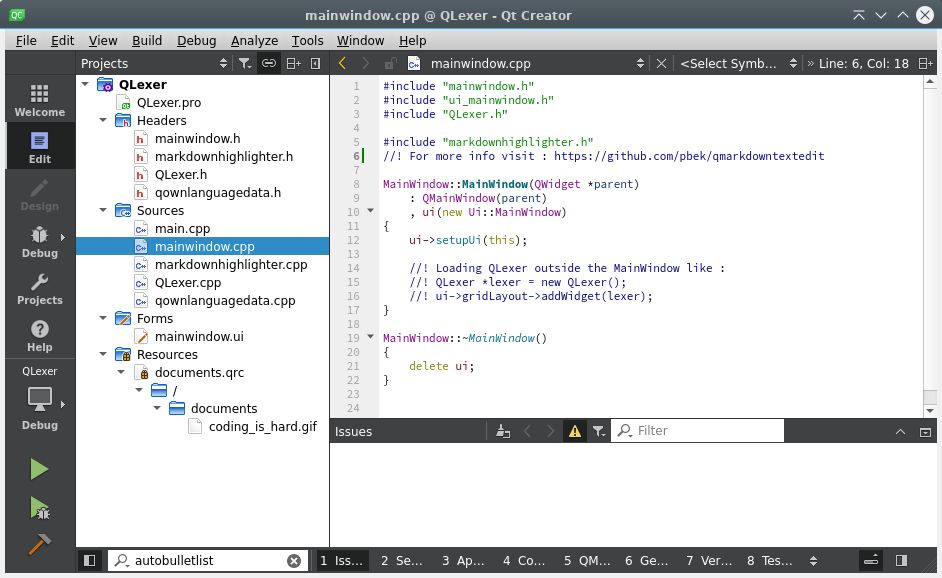 QC
mainwindow.cpp @ QLexer - Qt Creator
File Edit View Build Debug Analyze Tools Window Help
Projects
mainwindow.cpp
<Select Symb...
» Line: 6, Col: 18
Welcome
Edit
Design
Debug
Projects
Help
QLexer
Debug
QLexer
QLexer.pro
Headers
mainwindow.h
markdownhighlighter.h
QLexer.h
qownlanguagedata.h
Sources
main.cpp
mainwindow.cpp
markdownhighlighter.cpp
QLexer.cpp
qownlanguagedata.cpp
Forms
mainwindow.ui
Resources
documents.qrc
/
documents
coding_is_hard.gif
1 #include "mainwindow.h"
2 #include "ui_mainwindow.h"
3 #include "QLexer.h"
4
5 #include "markdownhighlighter.h"
6 //! For more info visit : https://github.com/pbek/qmarkdowntextedit
7
8 MainWindow::MainWindow(QWidget *parent)
9     : QMainWindow(parent)
10     , ui(new Ui::MainWindow)
11 {
12     ui->setupUi(this);
13
14     //! Loading QLexer outside the MainWindow like :
15     //! QLexer *lexer = new QLexer();
16     //! ui->gridLayout->addWidget(lexer);
17 }
18
19 MainWindow::~MainWindow()
20 {
21     delete ui;
22 }
23
24
Issues
Filter
autobulletlist
1 Iss... 2 Se... 3 Ap... 4 Co... 5 QM... 6 Ge... 7 Ver... 8 Tes...